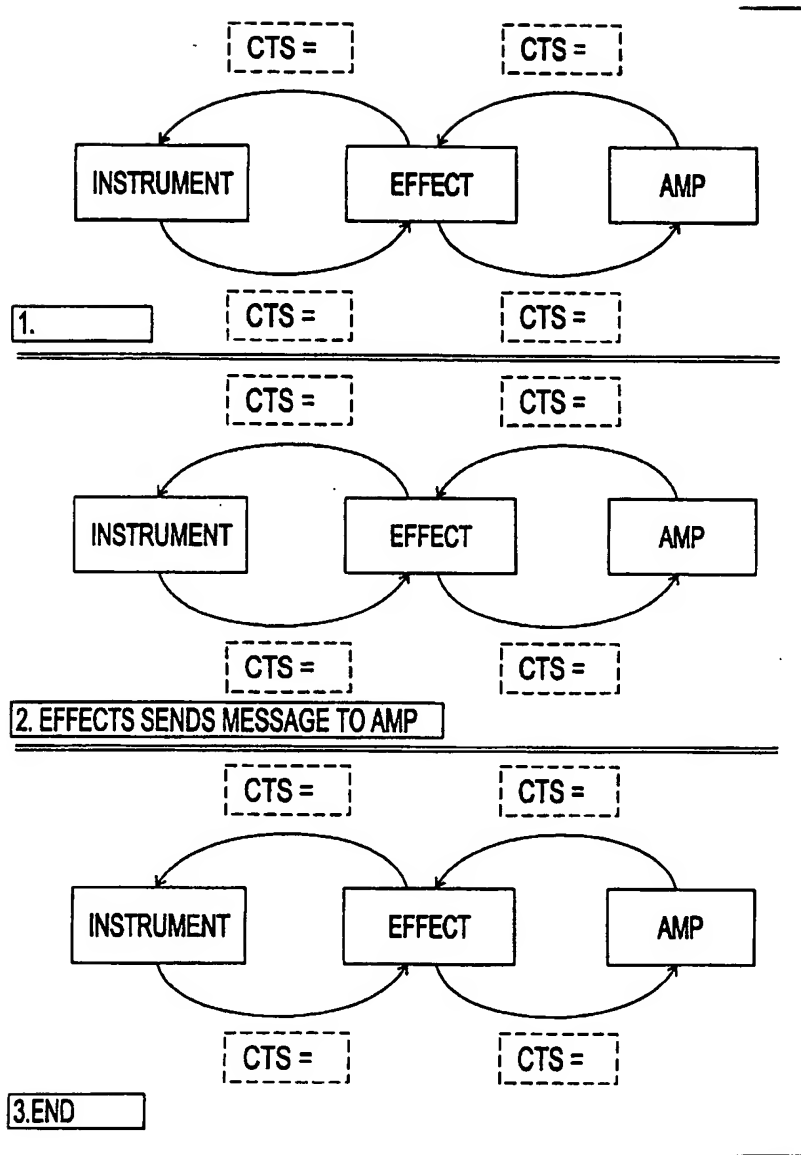 CTS = CTS =
INSTRUMENT EFFECT AMP
CTS = CTS =
1.
CTS = CTS =
INSTRUMENT EFFECT AMP
CTS = CTS =
2. EFFECTS SENDS MESSAGE TO AMP
CTS = CTS =
INSTRUMENT EFFECT AMP
CTS = CTS =
3.END